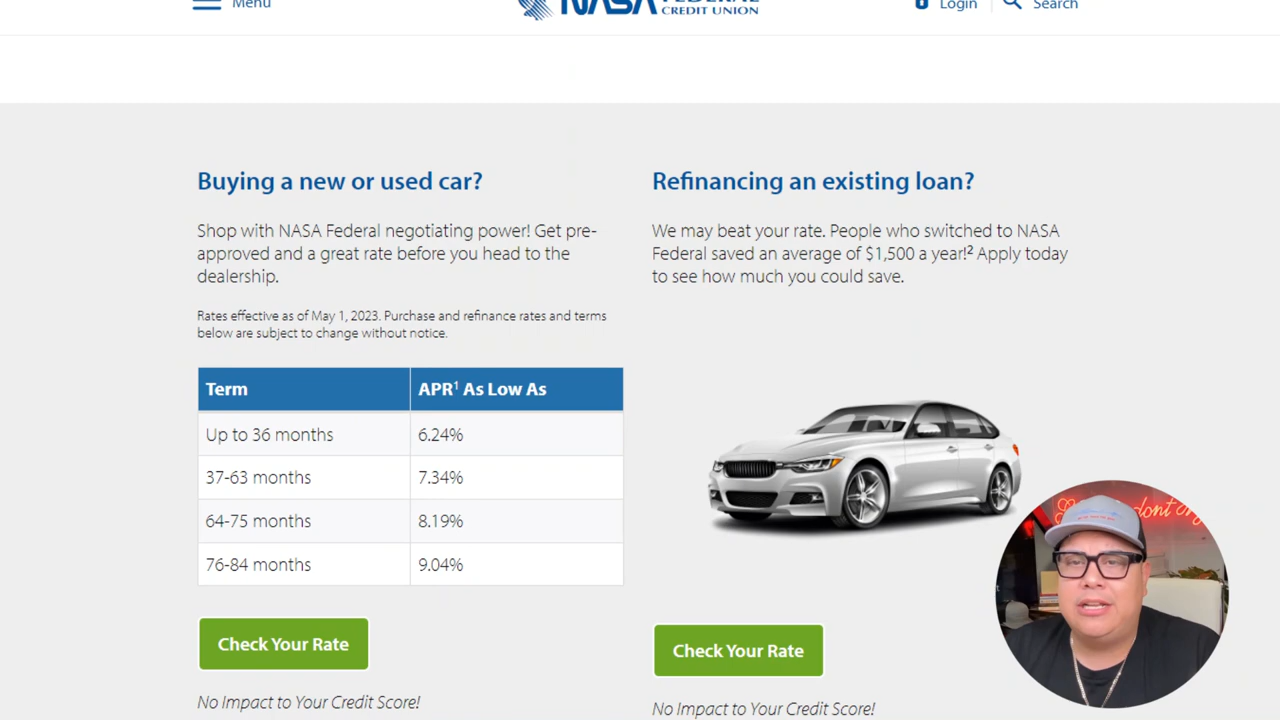 Menu
NASA FEDERAL
CREDIT UNION
Login
Search
Buying a new or used car?
Shop with NASA Federal negotiating power! Get pre-
approved and a great rate before you head to the
dealership.
Rates effective as of May 1, 2023. Purchase and refinance rates and terms
below are subject to change without notice.
Term
APR¹ As Low As
Up to 36 months
6.24%
37-63 months
7.34%
64-75 months
8.19%
76-84 months
9.04%
Check Your Rate
No Impact to Your Credit Score!
Refinancing an existing loan?
We may beat your rate. People who switched to NASA
Federal saved an average of $1,500 a year!² Apply today
to see how much you could save.
Check Your Rate
No Impact to Your Credit Score!
dont